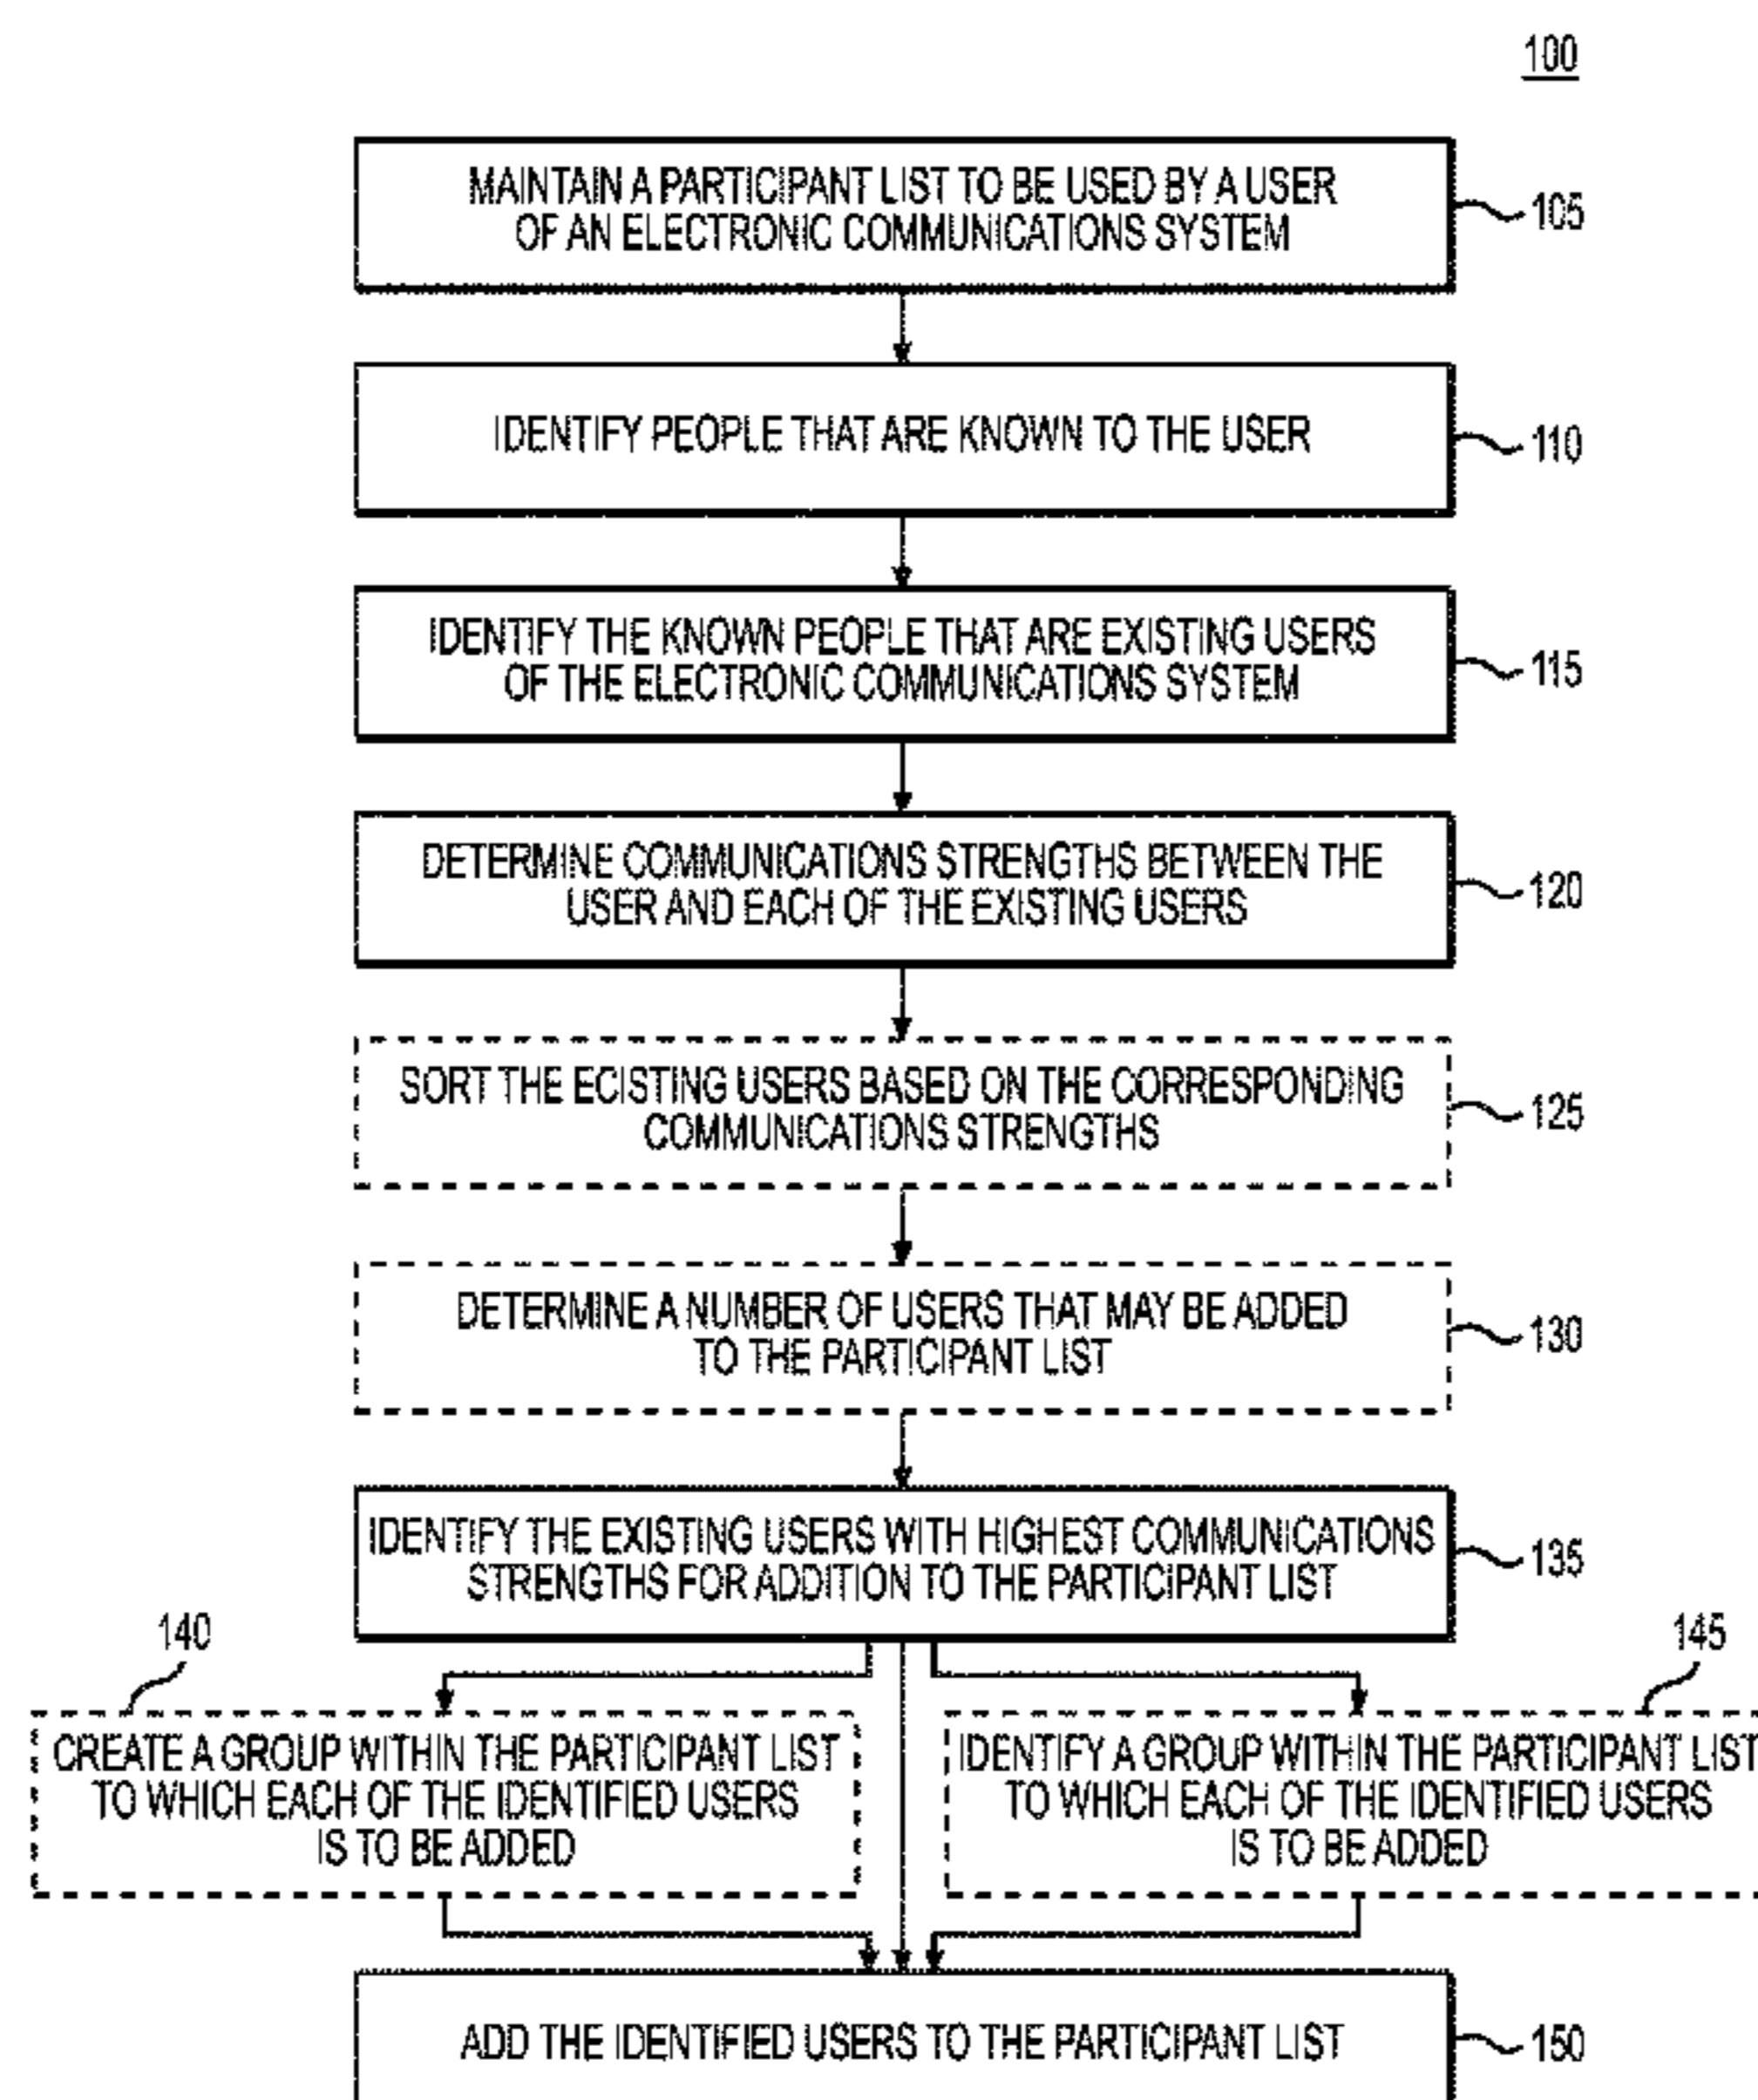 100
MAINTAIN A PARTICIPANT LIST TO BE USED BY A USER
OF AN ELECTRONIC COMMUNICATIONS SYSTEM
105
IDENTIFY PEOPLE THAT ARE KNOWN TO THE USER
110
IDENTIFY THE KNOWN PEOPLE THAT ARE EXISTING USERS
OF THE ELECTRONIC COMMUNICATIONS SYSTEM
115
DETERMINE COMMUNICATIONS STRENGTHS BETWEEN THE
USER AND EACH OF THE EXISTING USERS
120
SORT THE ECISTING USERS BASED ON THE CORRESPONDING
COMMUNICATIONS STRENGTHS
125
DETERMINE A NUMBER OF USERS THAT MAY BE ADDED
TO THE PARTICIPANT LIST
130
IDENTIFY THE EXISTING USERS WITH HIGHEST COMMUNICATIONS
STRENGTHS FOR ADDITION TO THE PARTICIPANT LIST
135
140
CREATE A GROUP WITHIN THE PARTICIPANT LIST
TO WHICH EACH OF THE IDENTIFIED USERS
IS TO BE ADDED
145
IDENTIFY A GROUP WITHIN THE PARTICIPANT LIST
TO WHICH EACH OF THE IDENTIFIED USERS
IS TO BE ADDED
ADD THE IDENTIFIED USERS TO THE PARTICIPANT LIST
150